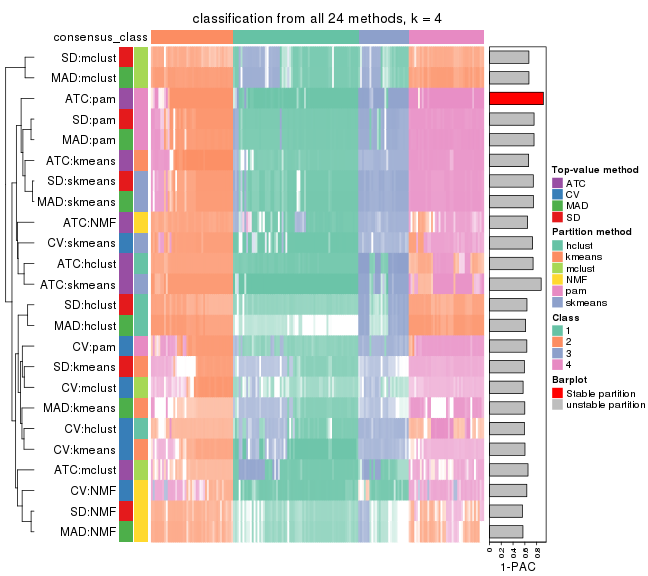 classification from all 24 methods, k = 4
consensus_class
SD:mclust
MAD:mclust
ATC:pam
SD:pam
MAD:pam
ATC:kmeans
SD:skmeans
MAD:skmeans
ATC:NMF
CV:skmeans
ATC:hclust
ATC:skmeans
SD:hclust
MAD:hclust
CV:pam
SD:kmeans
CV:mclust
MAD:kmeans
CV:hclust
CV:kmeans
ATC:mclust
CV:NMF
SD:NMF
MAD:NMF
0
0.2
0.4
0.6
0.8
1-PAC
Top-value method
ATC
CV
MAD
SD
Partition method
hclust
kmeans
mclust
NMF
pam
skmeans
Class
1
2
3
4
Barplot
Stable partition
unstable partition